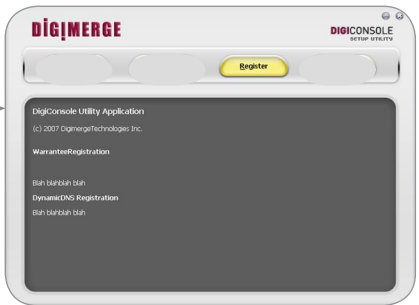 DIGIMERGE
DIGICONSOLE
SETUP UTILITY
Register
DigiConsole Utility Application
(c) 2007 DigimergeTechnologies Inc.
WarranteeRegistration
Blah blahblah blah
DynamicDNS Registration
Blah blahblah blah